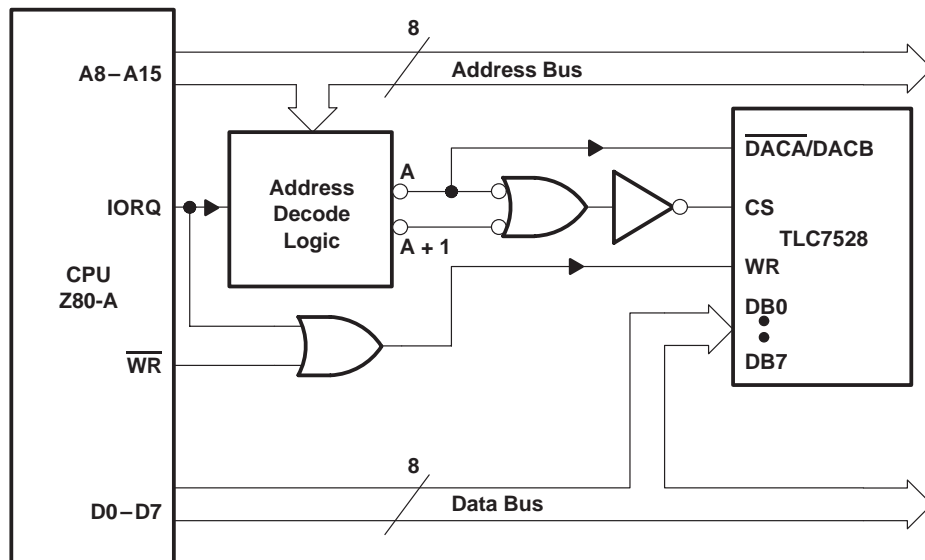 8
A8–A15
Address Bus
A
DACA/DACB
Address
Decode
Logic
IORQ
CS
A + 1
TLC7528
CPU
Z80-A
WR
DB0
WR
DB7
8
D0–D7
Data Bus